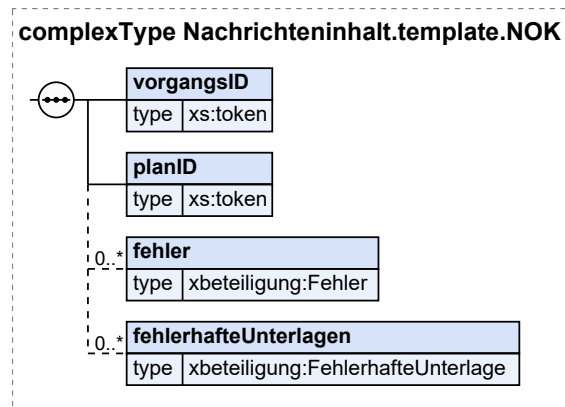 complexType Nachrichteninhalt.template.NOK
vorgangsID
type xs:token
planID
type xs:token
0..* fehler
type xbeteiligung:Fehler
0..* fehlerhafteUnterlagen
type xbeteiligung:FehlerhafteUnterlage